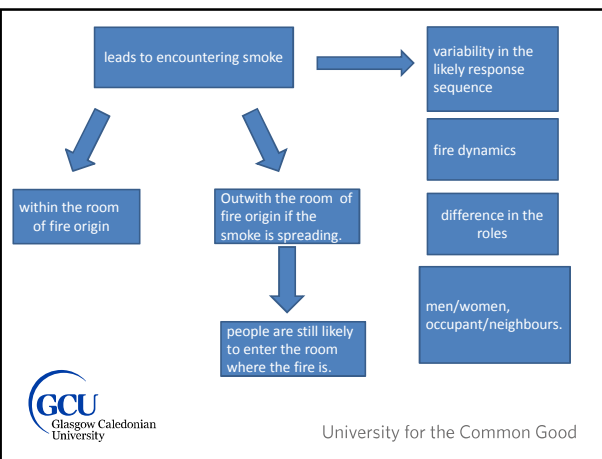 leads to encountering smoke
within the room
of fire origin
Outwith the room of
fire origin if the
smoke is spreading.
people are still likely
to enter the room
where the fire is.
variability in the
likely response
sequence
fire dynamics
difference in the
roles
men/women,
occupant/neighbours.
GCU
Glasgow Caledonian
University
University for the Common Good